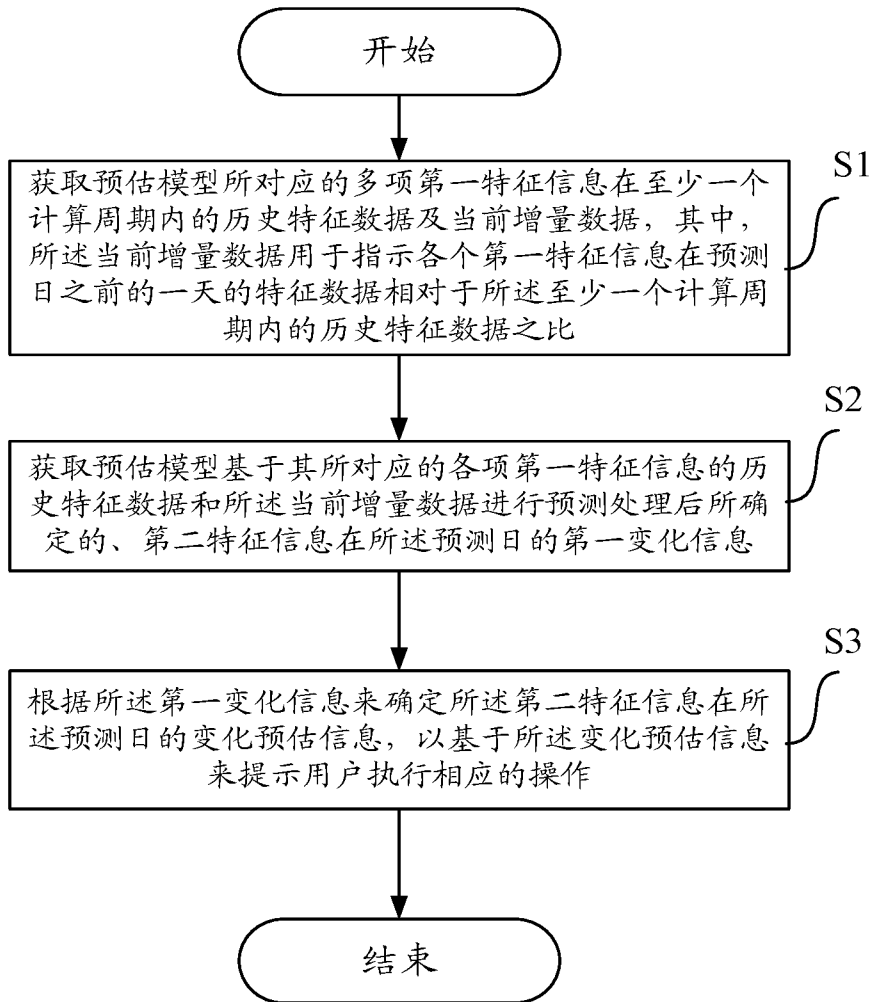 开始
S1
获取预估模型所对应的多项第一特征信息在至少一个
计算周期内的历史特征数据及当前增量数据，其中，
所述当前增量数据用于指示各个第一特征信息在预测
日之前的一天的特征数据相对于所述至少一个计算周
期内的历史特征数据之比
S2
获取预估模型基于其所对应的各项第一特征信息的历
史特征数据和所述当前增量数据进行预测处理后所确
定的、第二特征信息在所述预测日的第一变化信息
S3
根据所述第一变化信息来确定所述第二特征信息在所
述预测日的变化预估信息，以基于所述变化预估信息
来提示用户执行相应的操作
结束